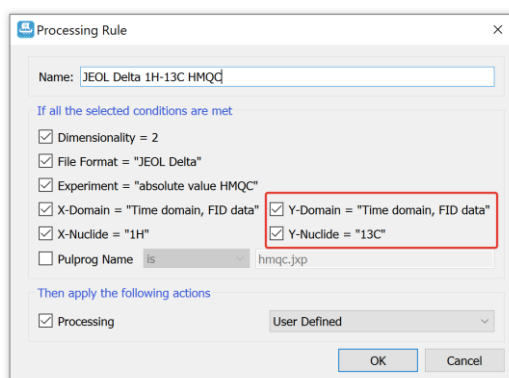 Processing Rule
Name: JEOL Delta 1H-13C HMQC
If all the selected conditions are met
Dimensionality = 2
File Format = "JEOL Delta"
Experiment = "absolute value HMQC"
X-Domain = "Time domain, FID data" Y-Domain = "Time domain, FID data"
X-Nuclide = "1H" Y-Nuclide = "13C"
Pulprog Name is hmqc.jxp
Then apply the following actions
Processing User Defined
OK Cancel